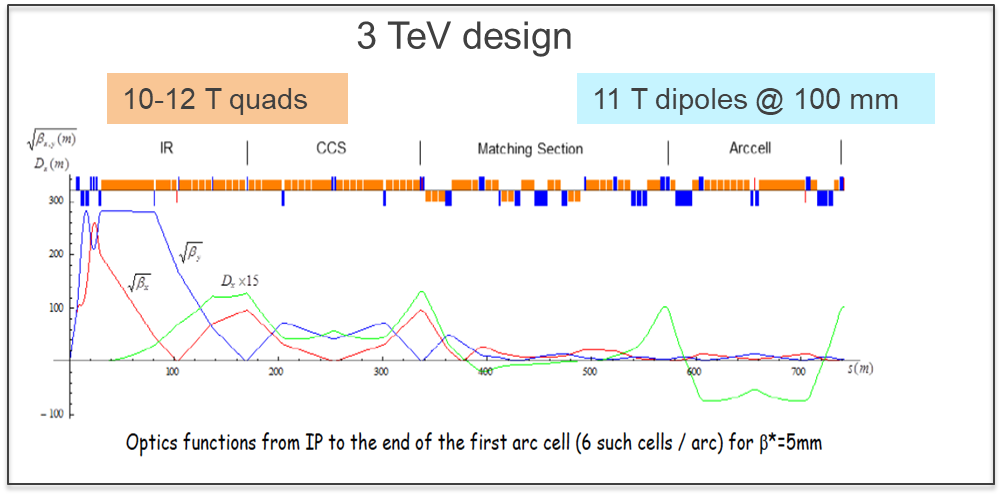 3 TeV design
10-12 T quads
11 T dipoles @ 100 mm
√βx,y (m)
Dx (m)
IR
CCS
Matching Section
Arccell
300
200
100
-100
√βy
√βx
Dx ×15
100
200
300
400
500
600
700
s(m)
Optics functions from IP to the end of the first arc cell (6 such cells / arc) for β*=5mm